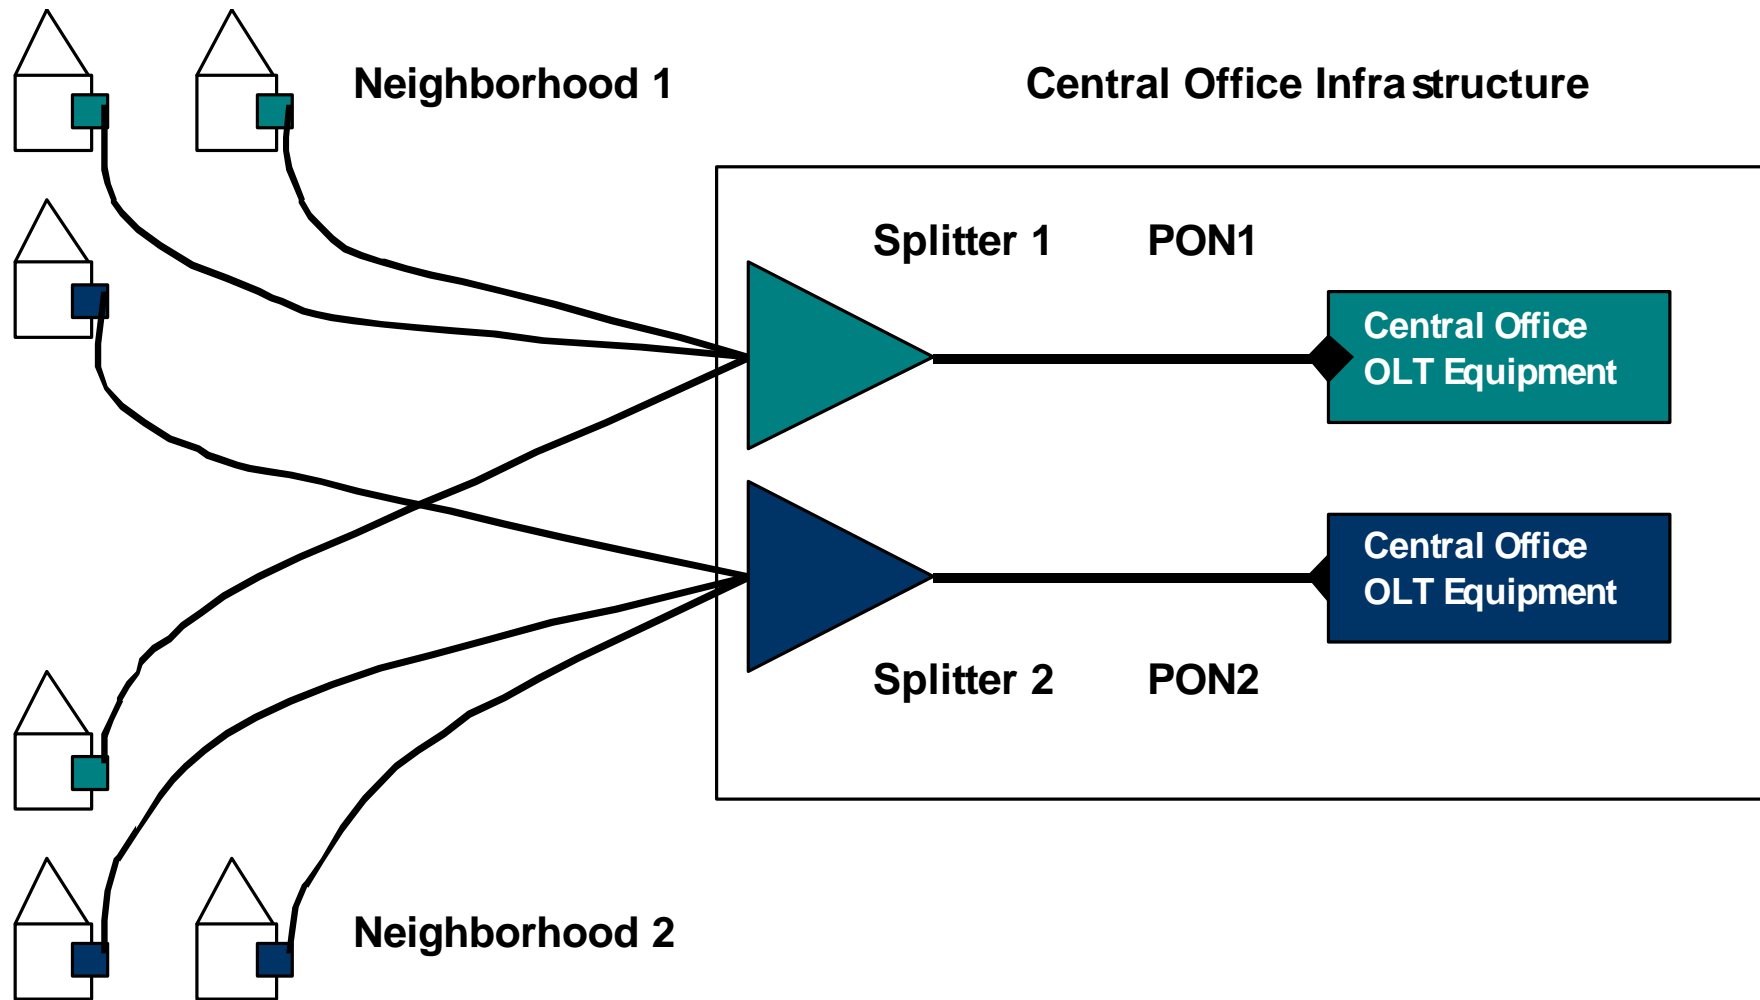 Neighborhood 1
Central Office Infrastructure
Splitter 1
PON1
Central Office
OLT Equipment
Central Office
OLT Equipment
Splitter 2
PON2
Neighborhood 2